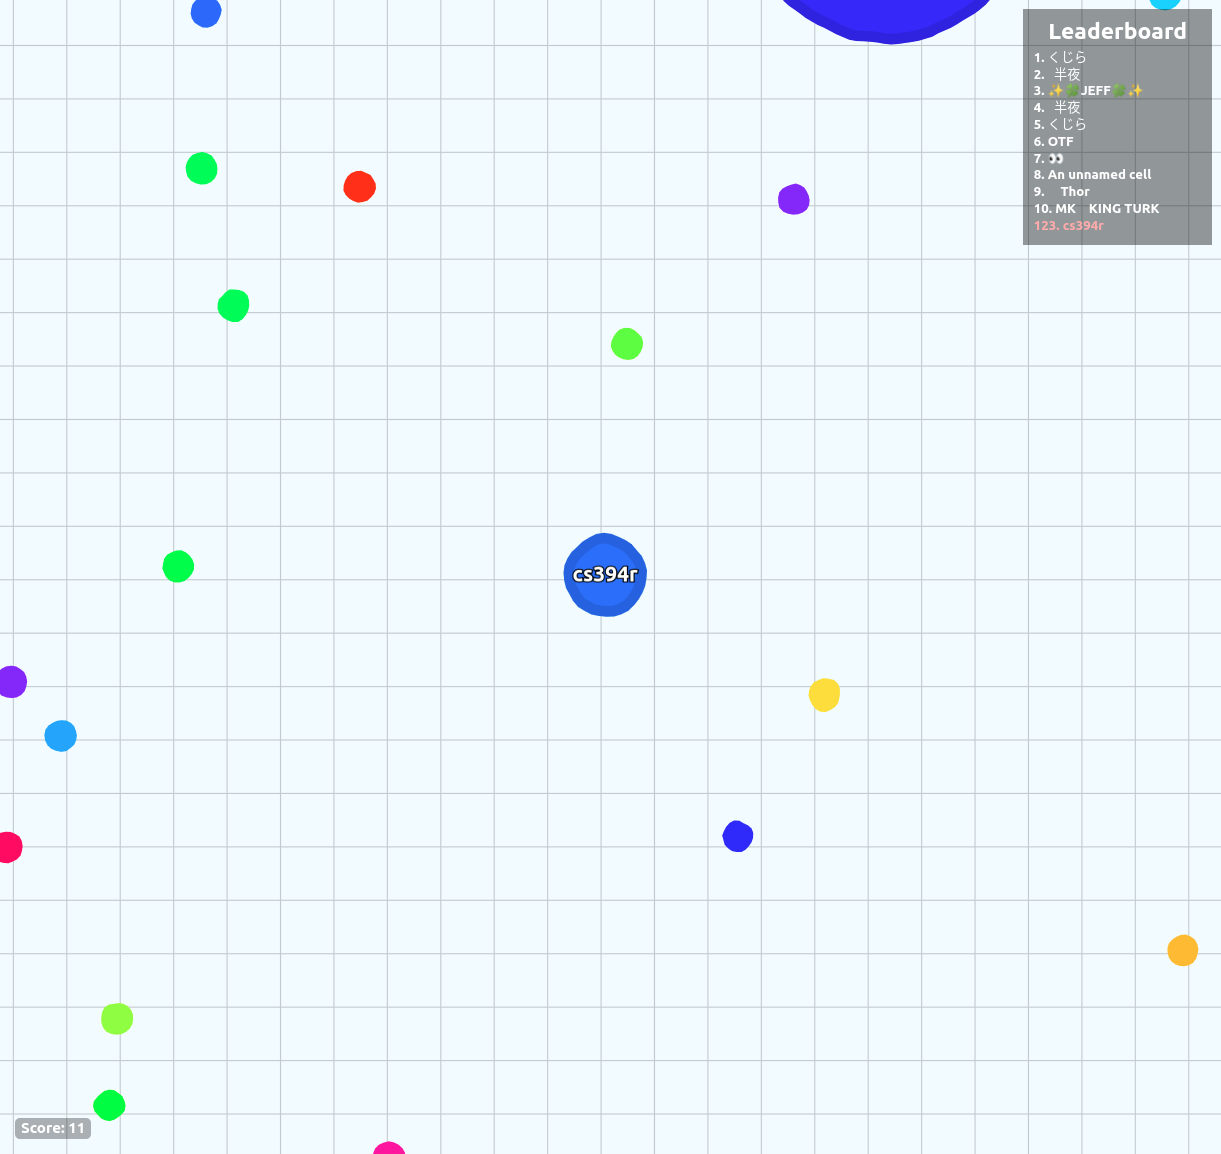 Leaderboard
1. くじら
2. 半夜
3. ✨🟢JEFF🟢✨
4. 半夜
5. くじら
6. OTF
7. 👀
8. An unnamed cell
9. Thor
10. MK KING TURK
123. cs394r
cs394r
Score: 11